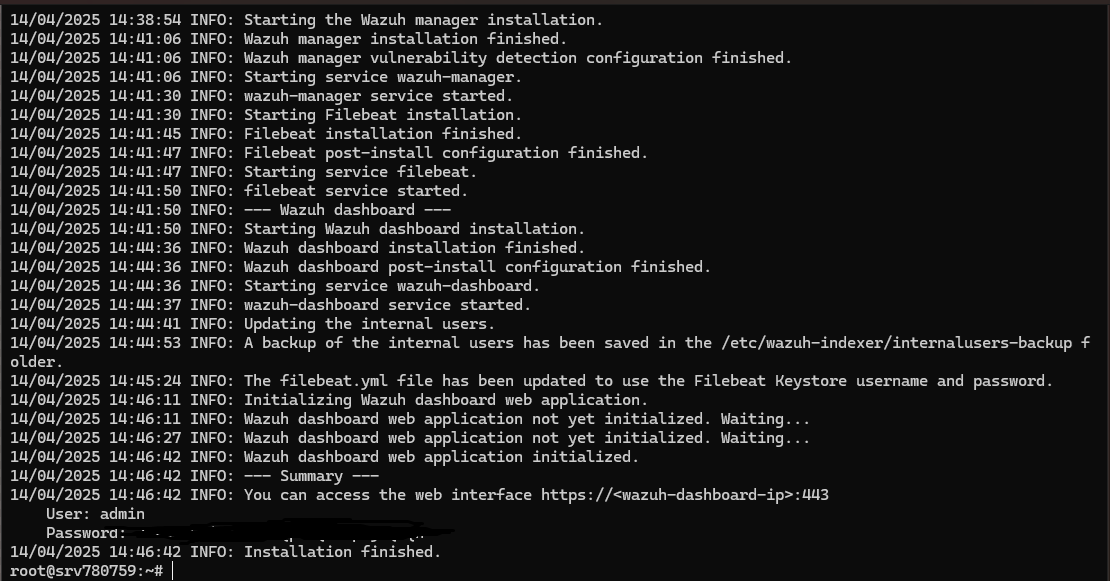 14/04/2025 14:38:54 INFO: Starting the Wazuh manager installation.
14/04/2025 14:41:06 INFO: Wazuh manager installation finished.
14/04/2025 14:41:06 INFO: Wazuh manager vulnerability detection configuration finished.
14/04/2025 14:41:06 INFO: Starting service wazuh-manager.
14/04/2025 14:41:30 INFO: wazuh-manager service started.
14/04/2025 14:41:30 INFO: Starting Filebeat installation.
14/04/2025 14:41:45 INFO: Filebeat installation finished.
14/04/2025 14:41:47 INFO: Filebeat post-install configuration finished.
14/04/2025 14:41:47 INFO: Starting service filebeat.
14/04/2025 14:41:50 INFO: filebeat service started.
14/04/2025 14:41:50 INFO: --- Wazuh dashboard ---
14/04/2025 14:41:50 INFO: Starting Wazuh dashboard installation.
14/04/2025 14:44:36 INFO: Wazuh dashboard installation finished.
14/04/2025 14:44:36 INFO: Wazuh dashboard post-install configuration finished.
14/04/2025 14:44:36 INFO: Starting service wazuh-dashboard.
14/04/2025 14:44:37 INFO: wazuh-dashboard service started.
14/04/2025 14:44:41 INFO: Updating the internal users.
14/04/2025 14:44:53 INFO: A backup of the internal users has been saved in the /etc/wazuh-indexer/internalusers-backup f
older.
14/04/2025 14:45:24 INFO: The filebeat.yml file has been updated to use the Filebeat Keystore username and password.
14/04/2025 14:46:11 INFO: Initializing Wazuh dashboard web application.
14/04/2025 14:46:11 INFO: Wazuh dashboard web application not yet initialized. Waiting...
14/04/2025 14:46:27 INFO: Wazuh dashboard web application not yet initialized. Waiting...
14/04/2025 14:46:42 INFO: Wazuh dashboard web application initialized.
14/04/2025 14:46:42 INFO: --- Summary ---
14/04/2025 14:46:42 INFO: You can access the web interface https://<wazuh-dashboard-ip>:443
User: admin
Password:
14/04/2025 14:46:42 INFO: Installation finished.
root@srv780759:~#